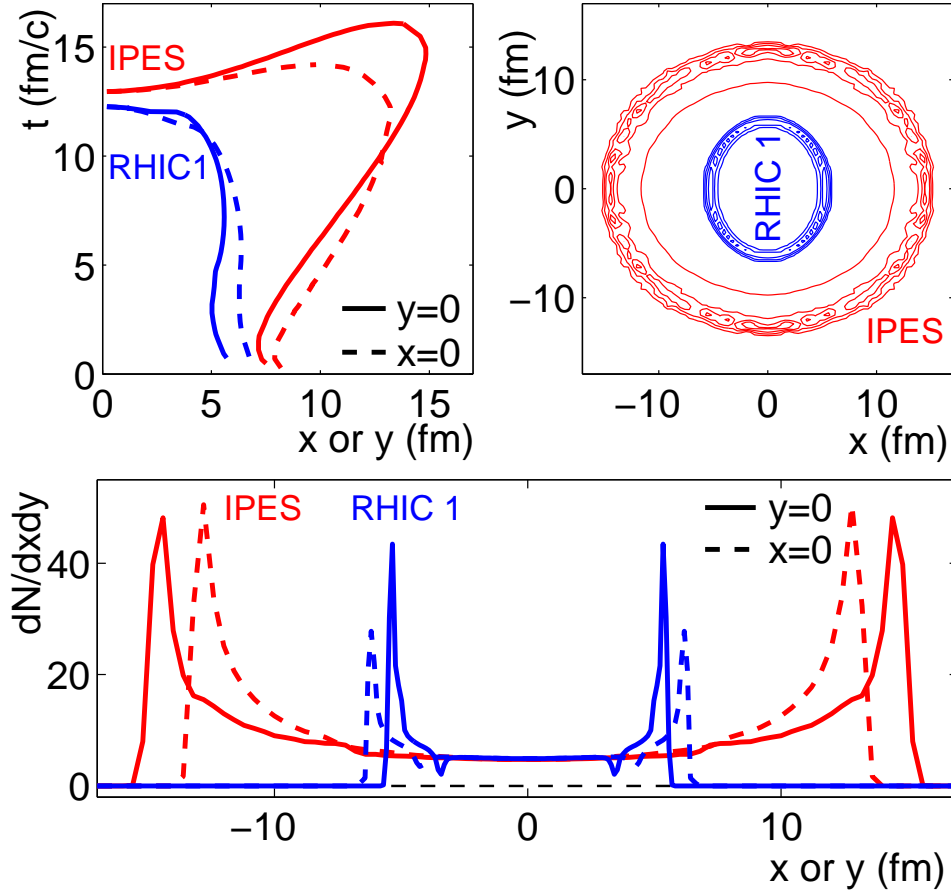 t (fm/c)
15
10
5
0
IPES
RHIC1
y=0
x=0
0
5
10
15
x or y (fm)
y (fm)
10
0
−10
RHIC 1
IPES
−10
0
10
x (fm)
dN/dxdy
40
20
0
IPES
RHIC 1
y=0
x=0
−10
0
10
x or y (fm)